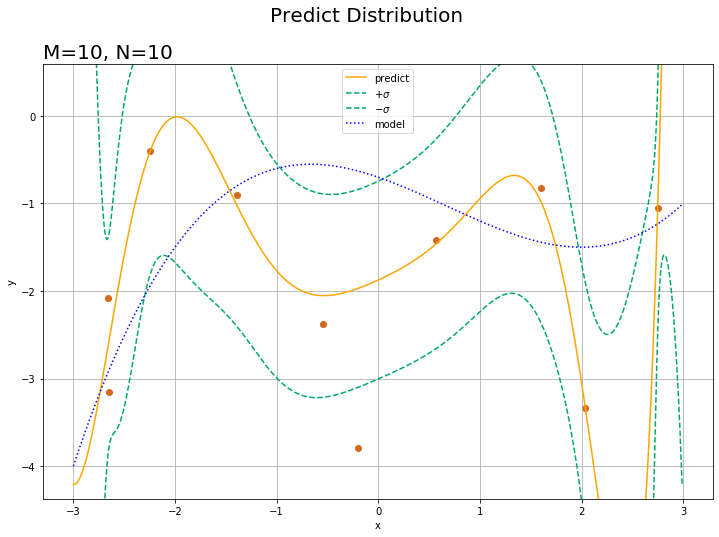 Predict Distribution
M=10, N=10
predict
+σ
−σ
model
y
0
−1
−2
−3
−4
−3
−2
−1
0
1
2
3
x